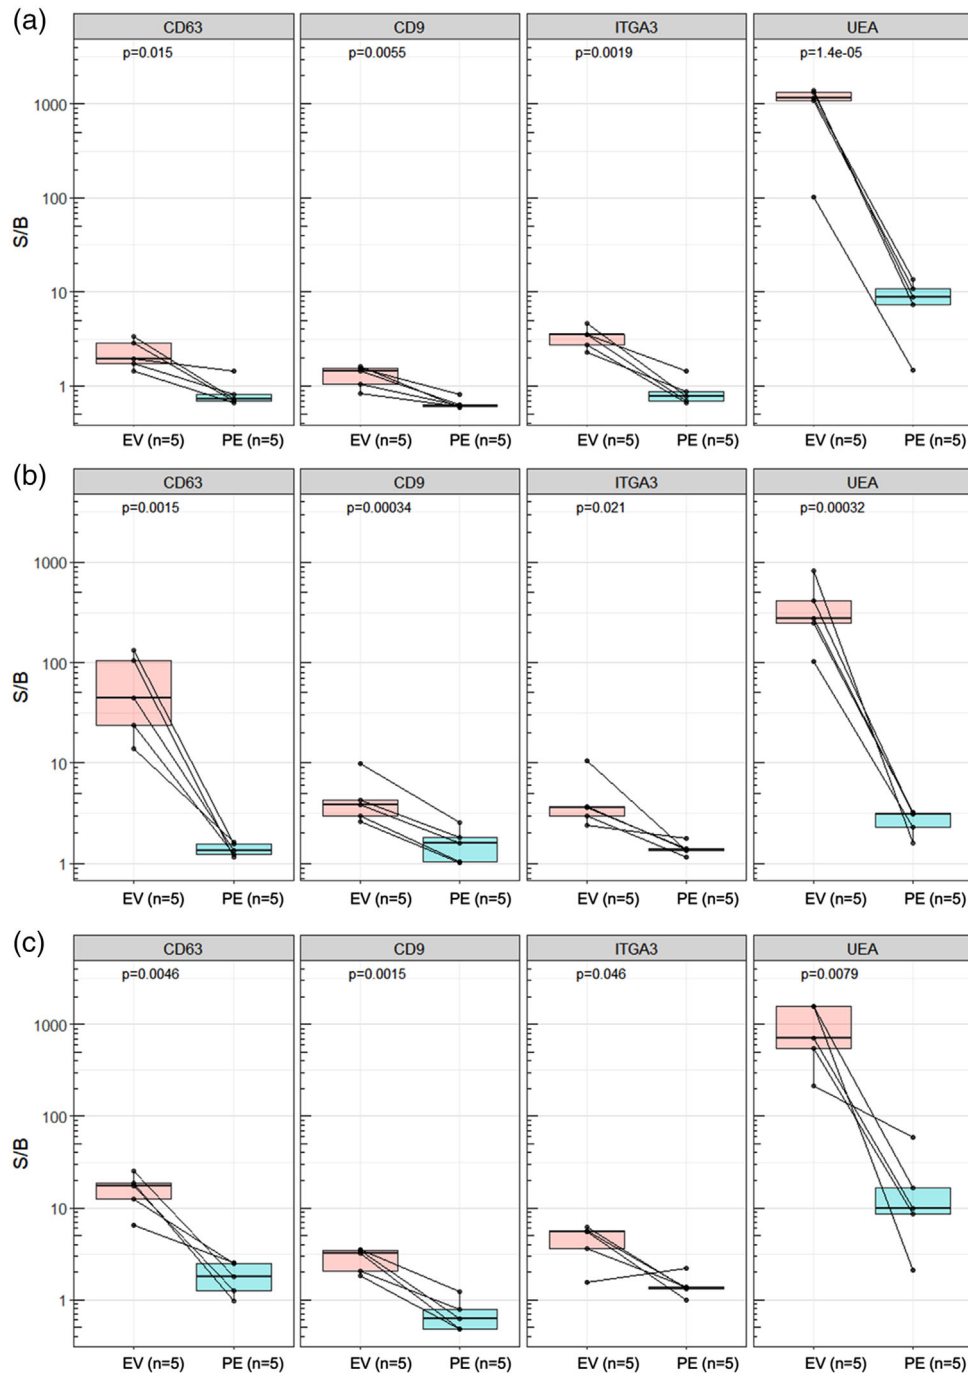 (a)
CD63 CD9 ITGA3 UEA
p=0.015 p=0.0055 p=0.0019 p=1.4e-05
1000
100
S/B
10
1
EV (n=5) PE (n=5) EV (n=5) PE (n=5) EV (n=5) PE (n=5) EV (n=5) PE (n=5)
(b)
CD63 CD9 ITGA3 UEA
p=0.0015 p=0.00034 p=0.021 p=0.00032
1000
100
S/B
10
1
EV (n=5) PE (n=5) EV (n=5) PE (n=5) EV (n=5) PE (n=5) EV (n=5) PE (n=5)
(c)
CD63 CD9 ITGA3 UEA
p=0.0046 p=0.0015 p=0.046 p=0.0079
1000
100
S/B
10
1
EV (n=5) PE (n=5) EV (n=5) PE (n=5) EV (n=5) PE (n=5) EV (n=5) PE (n=5)